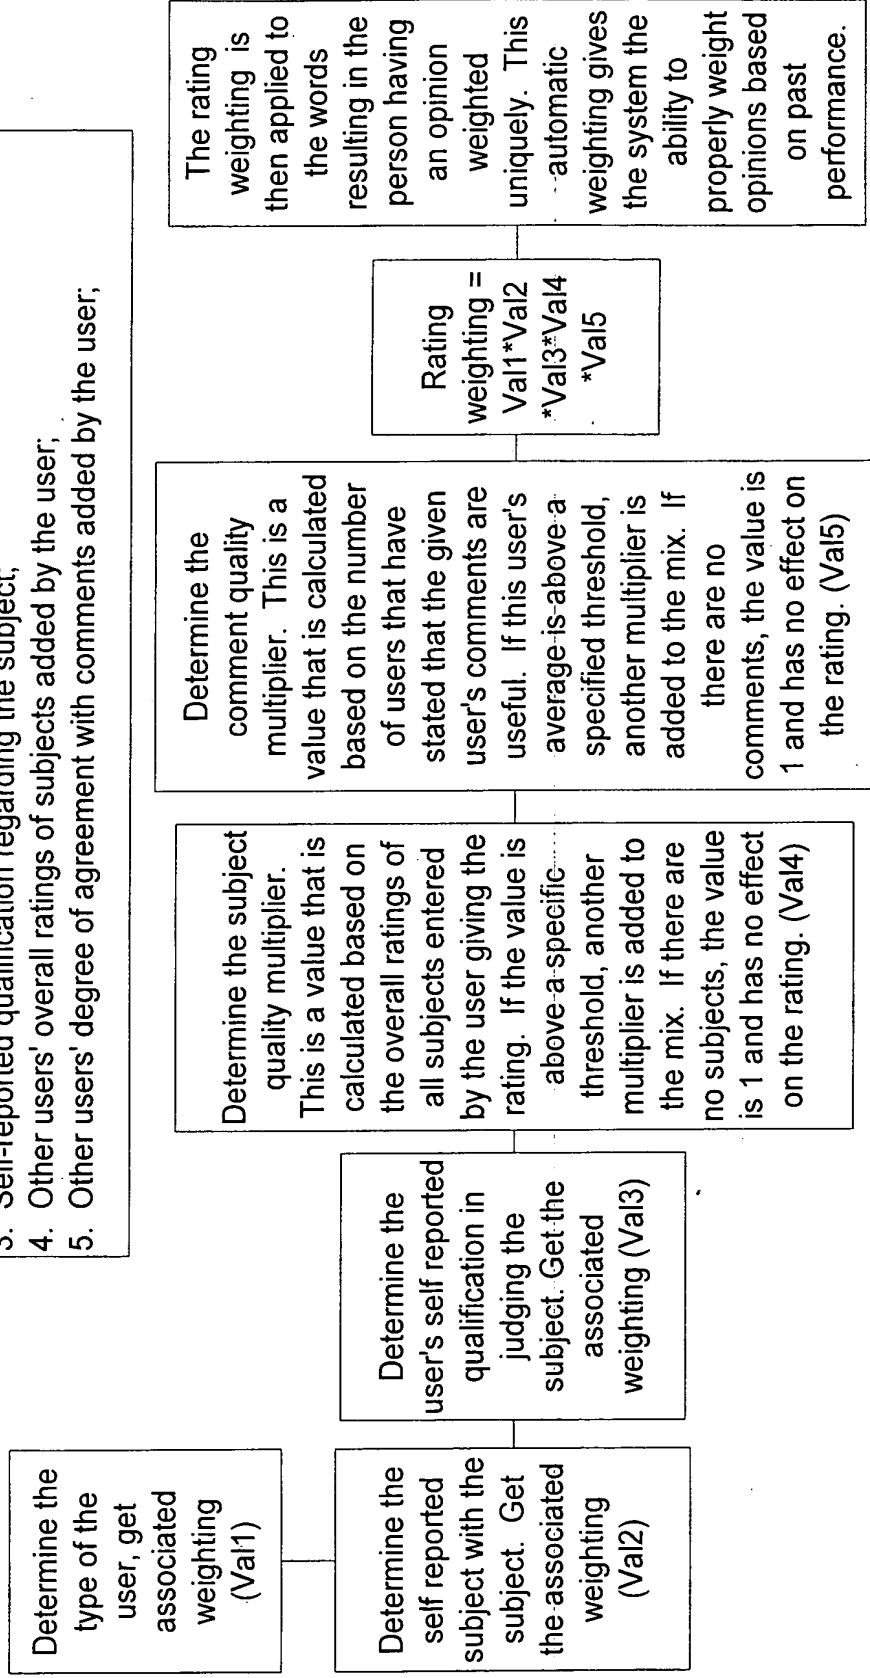 3. Self-reported qualification regarding the subject;
4. Other users' overall ratings of subjects added by the user;
5. Other users' degree of agreement with comments added by the user;
Determine the
type of the
user, get
associated
weighting
(Val1)
Determine the
self reported
subject with the
subject. Get
the associated
weighting
(Val2)
Determine the
user's self reported
qualification in
judging the
subject. Get the
associated
weighting (Val3)
Determine the subject
quality multiplier.
This is a value that is
calculated based on
the overall ratings of
all subjects entered
by the user giving the
rating. If the value is
above a specific
threshold, another
multiplier is added to
the mix. If there are
no subjects, the value
is 1 and has no effect
on the rating. (Val4)
Determine the
comment quality
multiplier. This is a
value that is calculated
based on the number
of users that have
stated that the given
user's comments are
useful. If this user's
average is above a
specified threshold,
another multiplier is
added to the mix. If
there are no
comments, the value is
1 and has no effect on
the rating. (Val5)
Rating
weighting =
Val1*Val2
*Val3*Val4
*Val5
The rating
weighting is
then applied to
the words
resulting in the
person having
an opinion
weighted
uniquely. This
automatic
weighting gives
the system the
ability to
properly weight
opinions based
on past
performance.